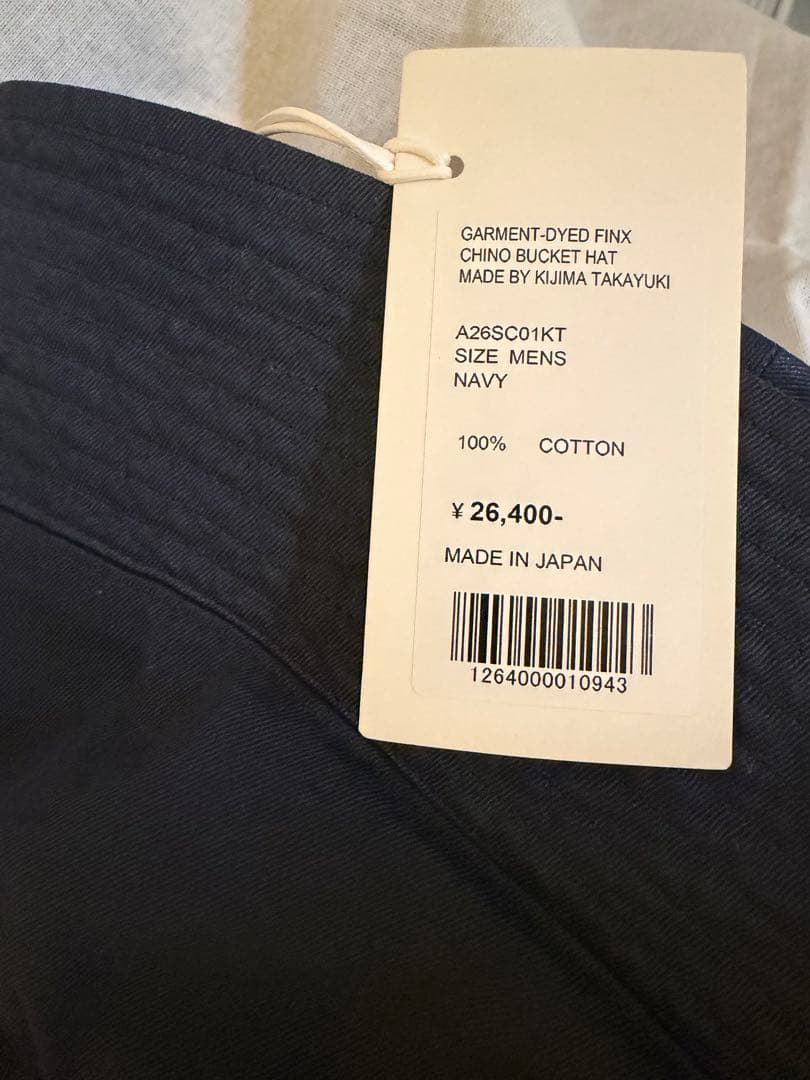 GARMENT-DYED FINX
CHINO BUCKET HAT
MADE BY KIJIMA TAKAYUKI
A26SC01KT
SIZE MENS
NAVY
100% COTTON
¥ 26,400-
MADE IN JAPAN
1264000010943